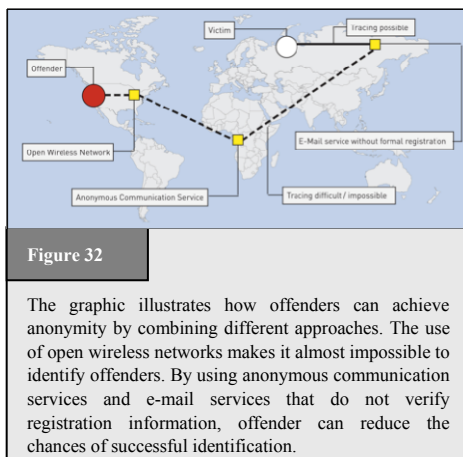 Victim
Tracing possible
Offender
Open Wireless Network
E-Mail service without formal registration
Anonymous Communication Service
Tracing difficult / impossible
Figure 32
The graphic illustrates how offenders can achieve
anonymity by combining different approaches. The use
of open wireless networks makes it almost impossible to
identify offenders. By using anonymous communication
services and e-mail services that do not verify
registration information, offender can reduce the
chances of successful identification.